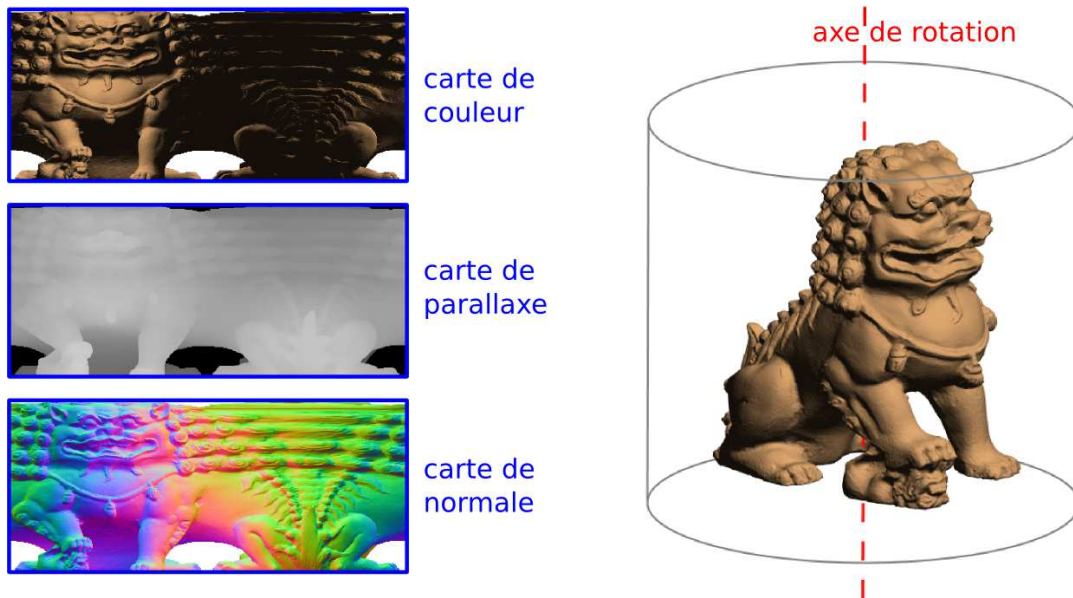 carte de
couleur
carte de
parallaxe
carte de
normale
axe de rotation